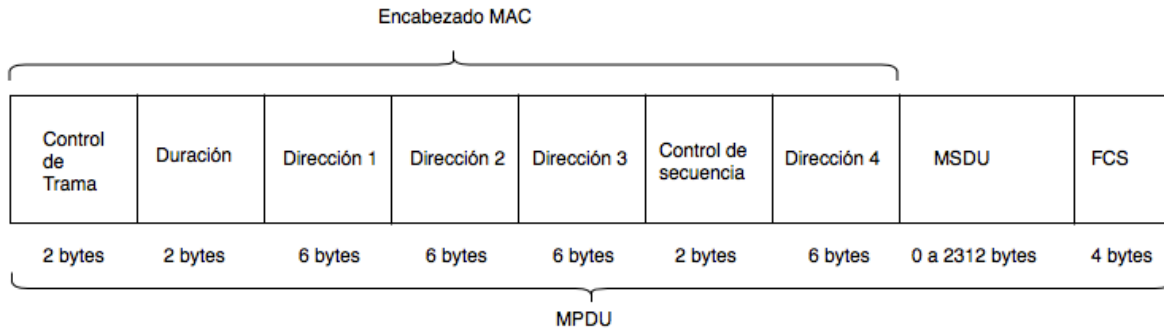 Encabezado MAC
Control
de
Trama
Duración
Dirección 1
Dirección 2
Dirección 3
Control de
secuencia
Dirección 4
MSDU
FCS
2 bytes
2 bytes
6 bytes
6 bytes
6 bytes
2 bytes
6 bytes
0 a 2312 bytes
4 bytes
MPDU